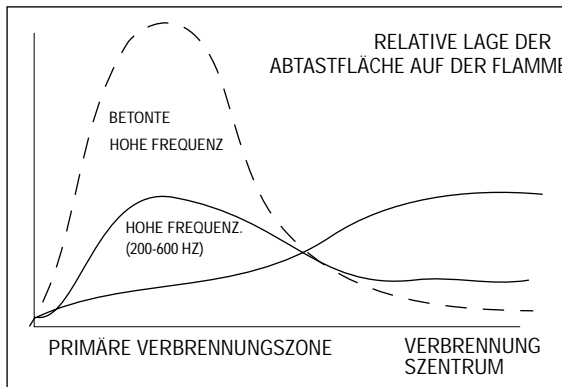 RELATIVE LAGE DER
ABTASTFLÄCHE AUF DER FLAMME
BETONTE
HOHE FREQUENZ
HOHE FREQUENZ.
(200-600 HZ)
PRIMÄRE VERBRENNUNGSZONE
VERBRENNUNG
SZENTRUM